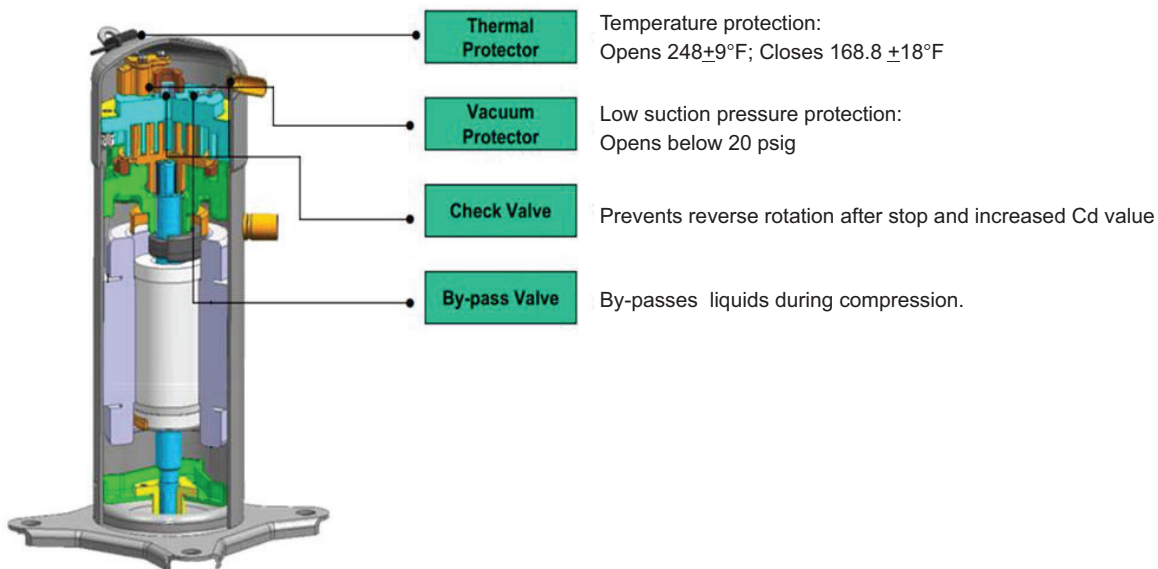 Thermal
Protector
Temperature protection:
Opens 248±9°F; Closes 168.8 ±18°F
Vacuum
Protector
Low suction pressure protection:
Opens below 20 psig
Check Valve
Prevents reverse rotation after stop and increased Cd value
By-pass Valve
By-passes  liquids during compression.